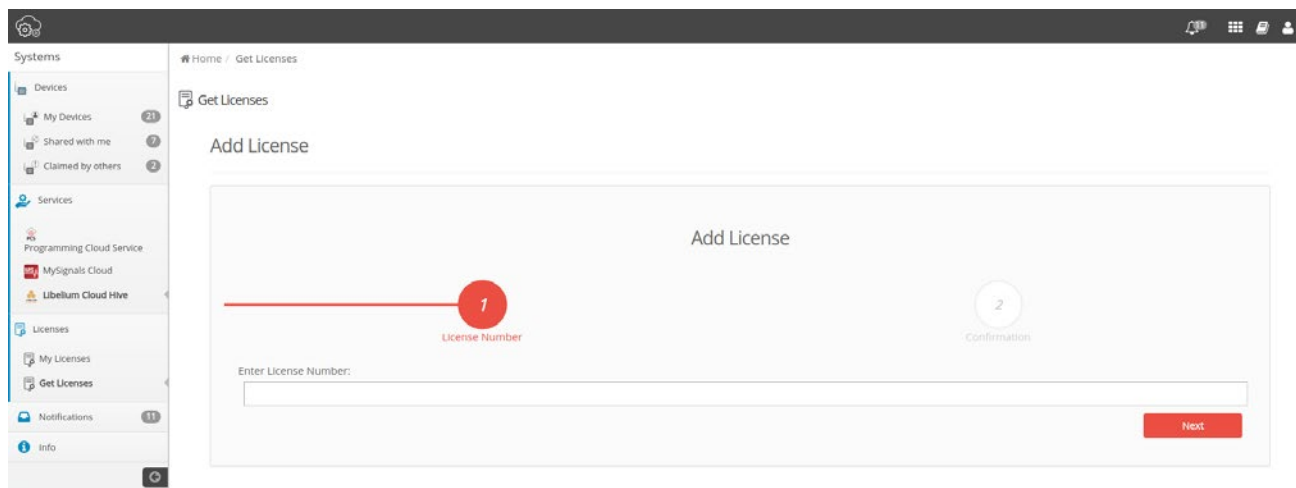 Systems
Home / Get Licenses
Devices
Get Licenses
My Devices 21
Shared with me 7
Add License
Claimed by others 2
Services
Programming Cloud Service
Add License
MySignals Cloud
Libelium Cloud Hive
1
2
License Number
Confirmation
Licenses
My Licenses
Enter License Number:
Get Licenses
Notifications 11
Next
Info